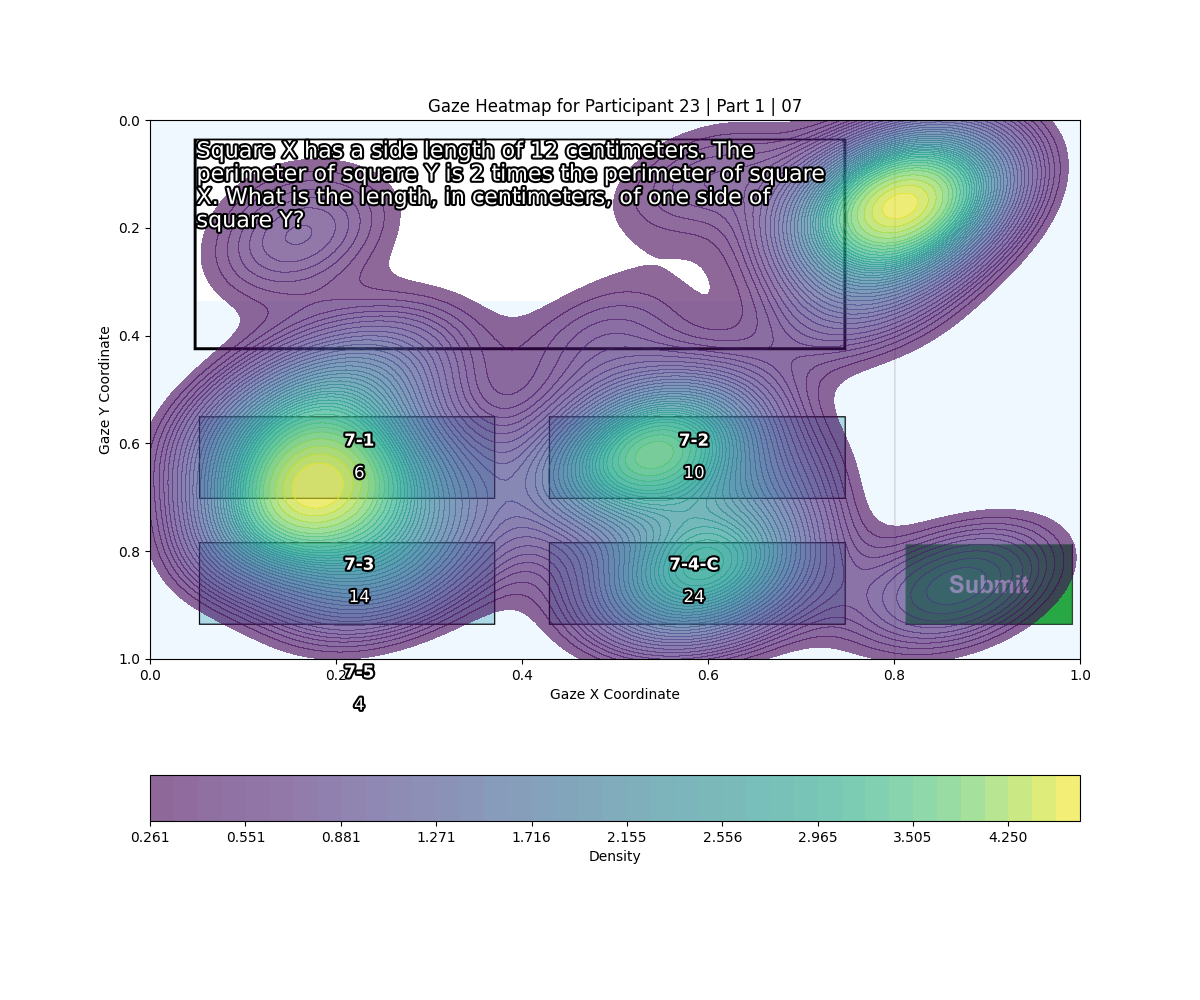 Gaze Heatmap for Participant 23 | Part 1 | 07
Square X has a side length of 12 centimeters. The
perimeter of square Y is 2 times the perimeter of square
X. What is the length, in centimeters, of one side of
square Y?
Gaze Y Coordinate
0.0
0.2
0.4
0.6
0.8
1.0
7-1
6
7-2
10
7-3
14
7-4-C
24
Submit
0.0 0.2 0.4 0.6 0.8 1.0
7-5
4
Gaze X Coordinate
0.261 0.551 0.881 1.271 1.716 2.155 2.556 2.965 3.505 4.250
Density